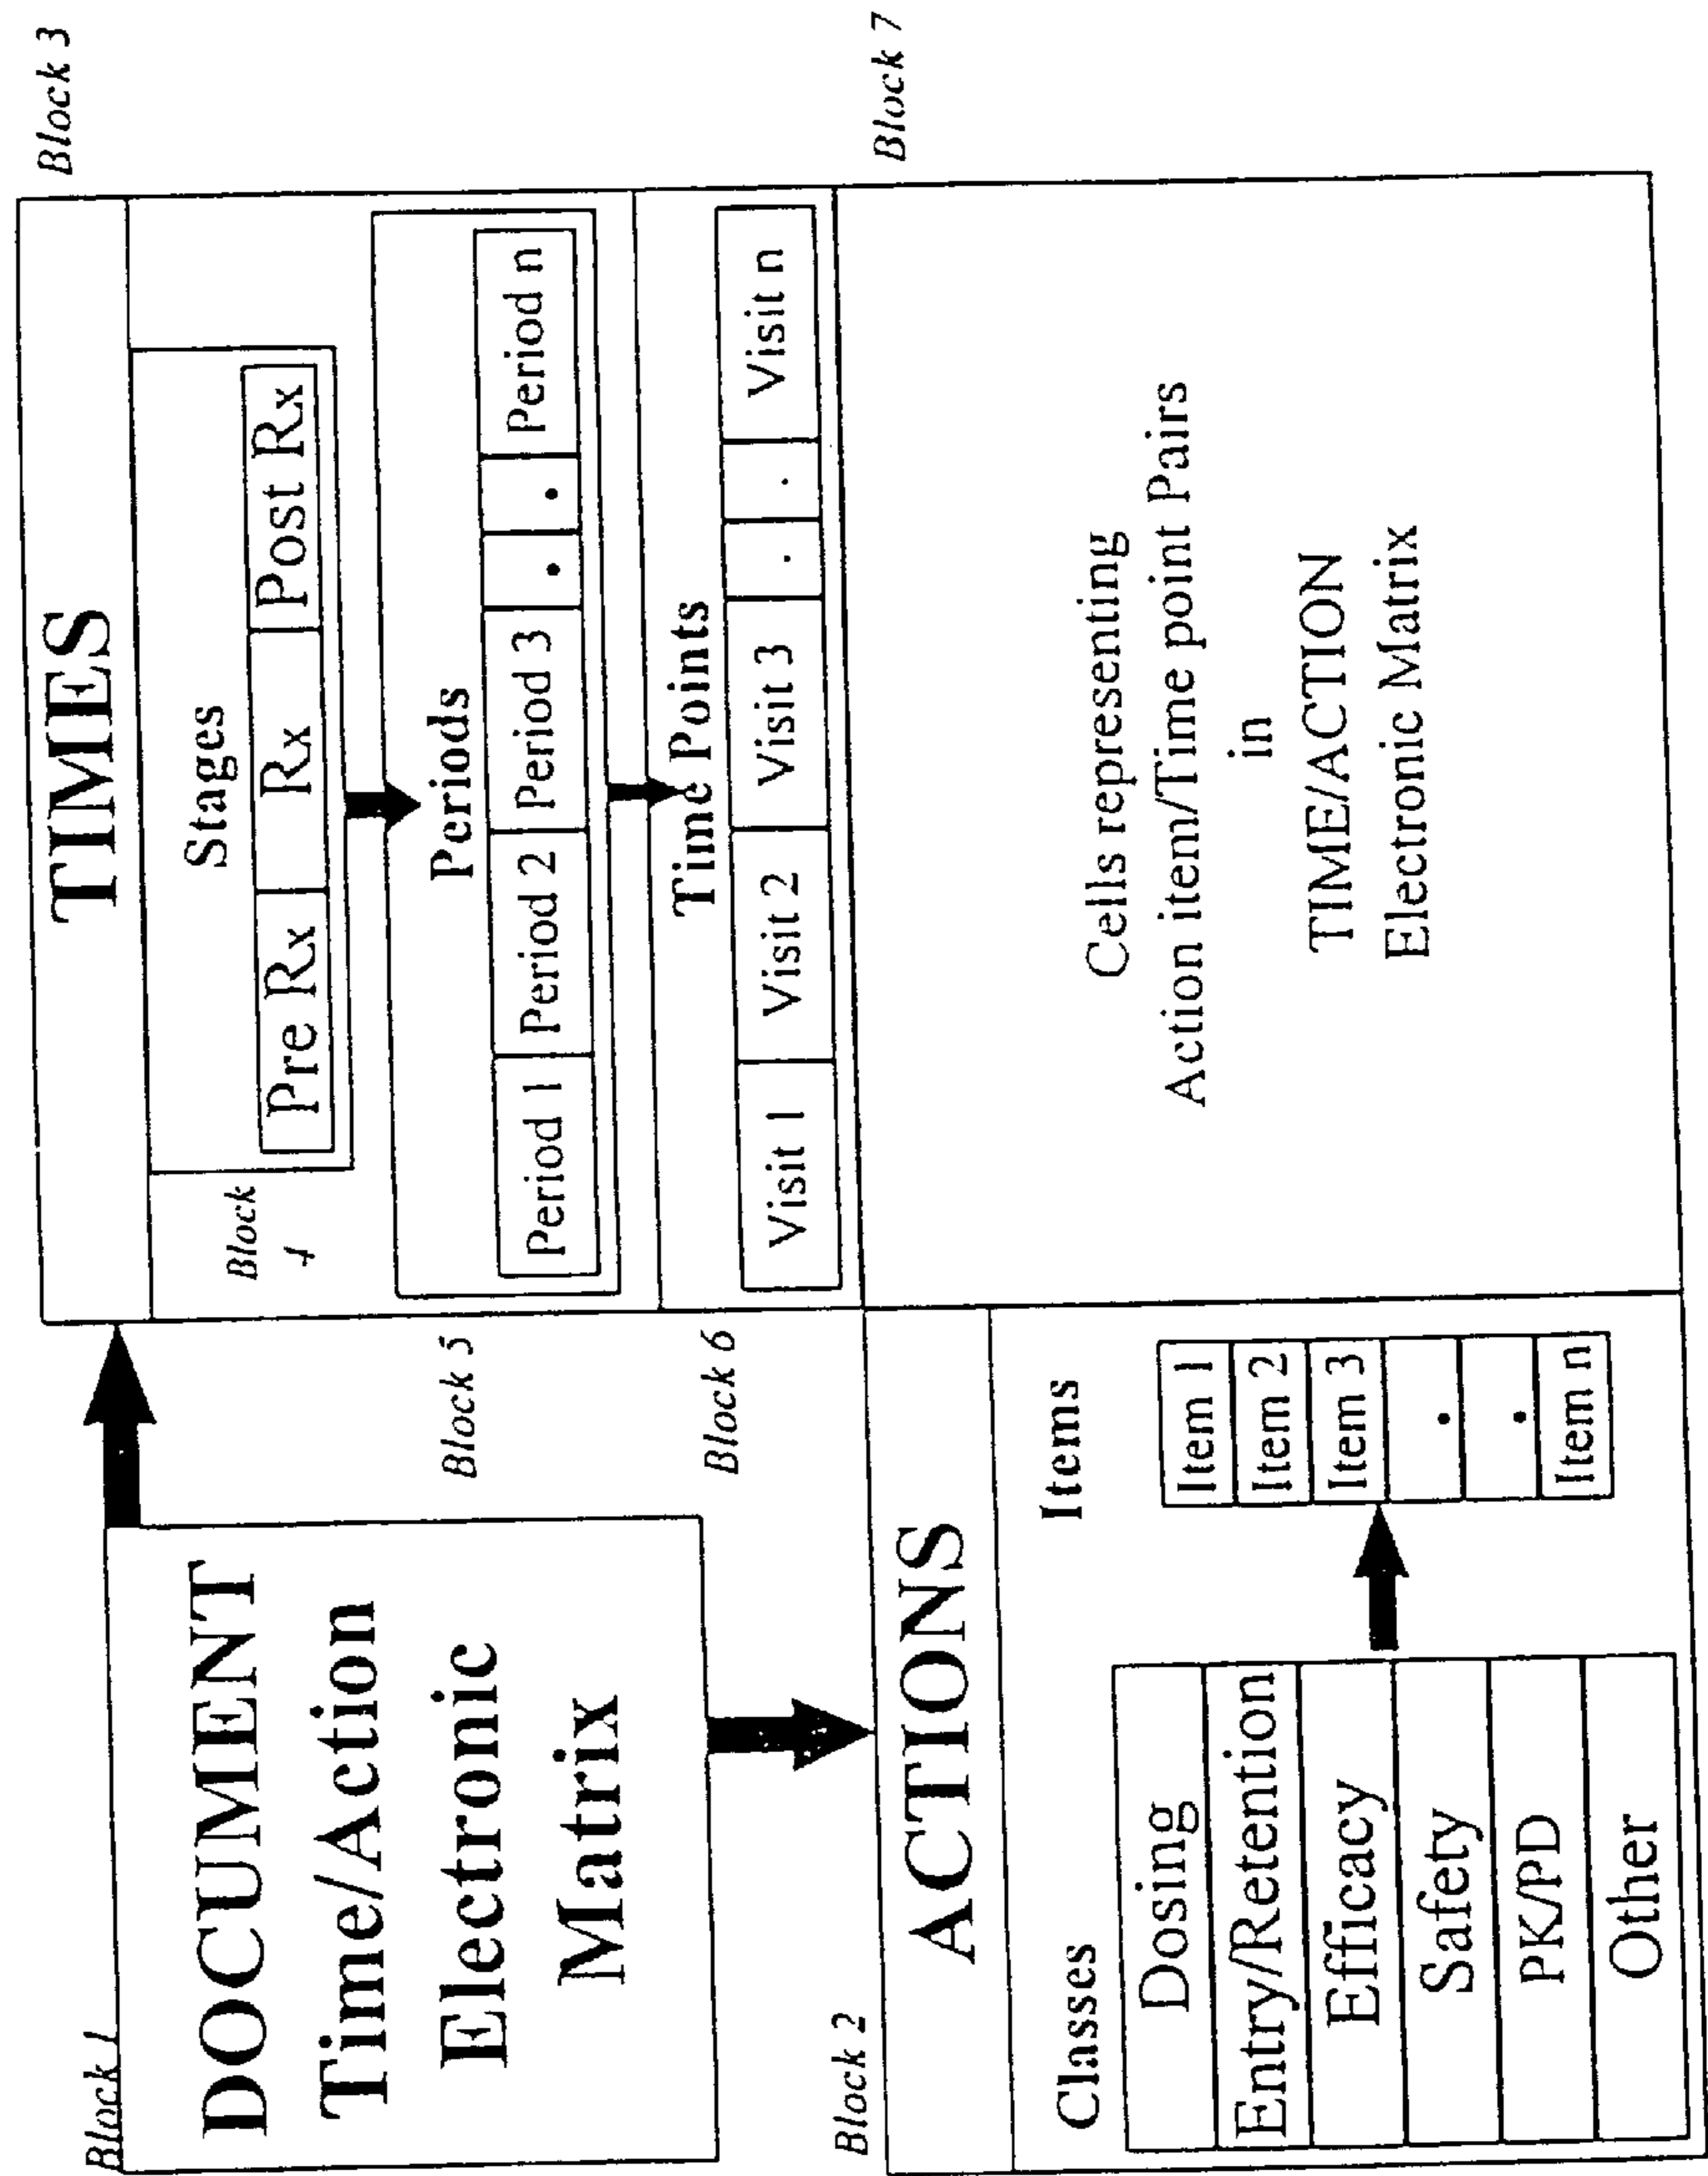 Block 1
DOCUMENT
Time/Action
Electronic
Matrix
Block 3
TIMES
Block
4
Stages
Pre Rx Rx Post Rx
Block 5
Periods
Period 1 Period 2 Period 3 . . Period n
Block 6
Time Points
Visit 1 Visit 2 Visit 3 . . Visit n
Block 2
ACTIONS
Classes
Dosing
Entry/Retention
Efficacy
Safety
PK/PD
Other
Items
Item 1
Item 2
Item 3
.
.
Item n
Block 7
Cells representing
Action item/Time point Pairs
in
TIME/ACTION
Electronic Matrix